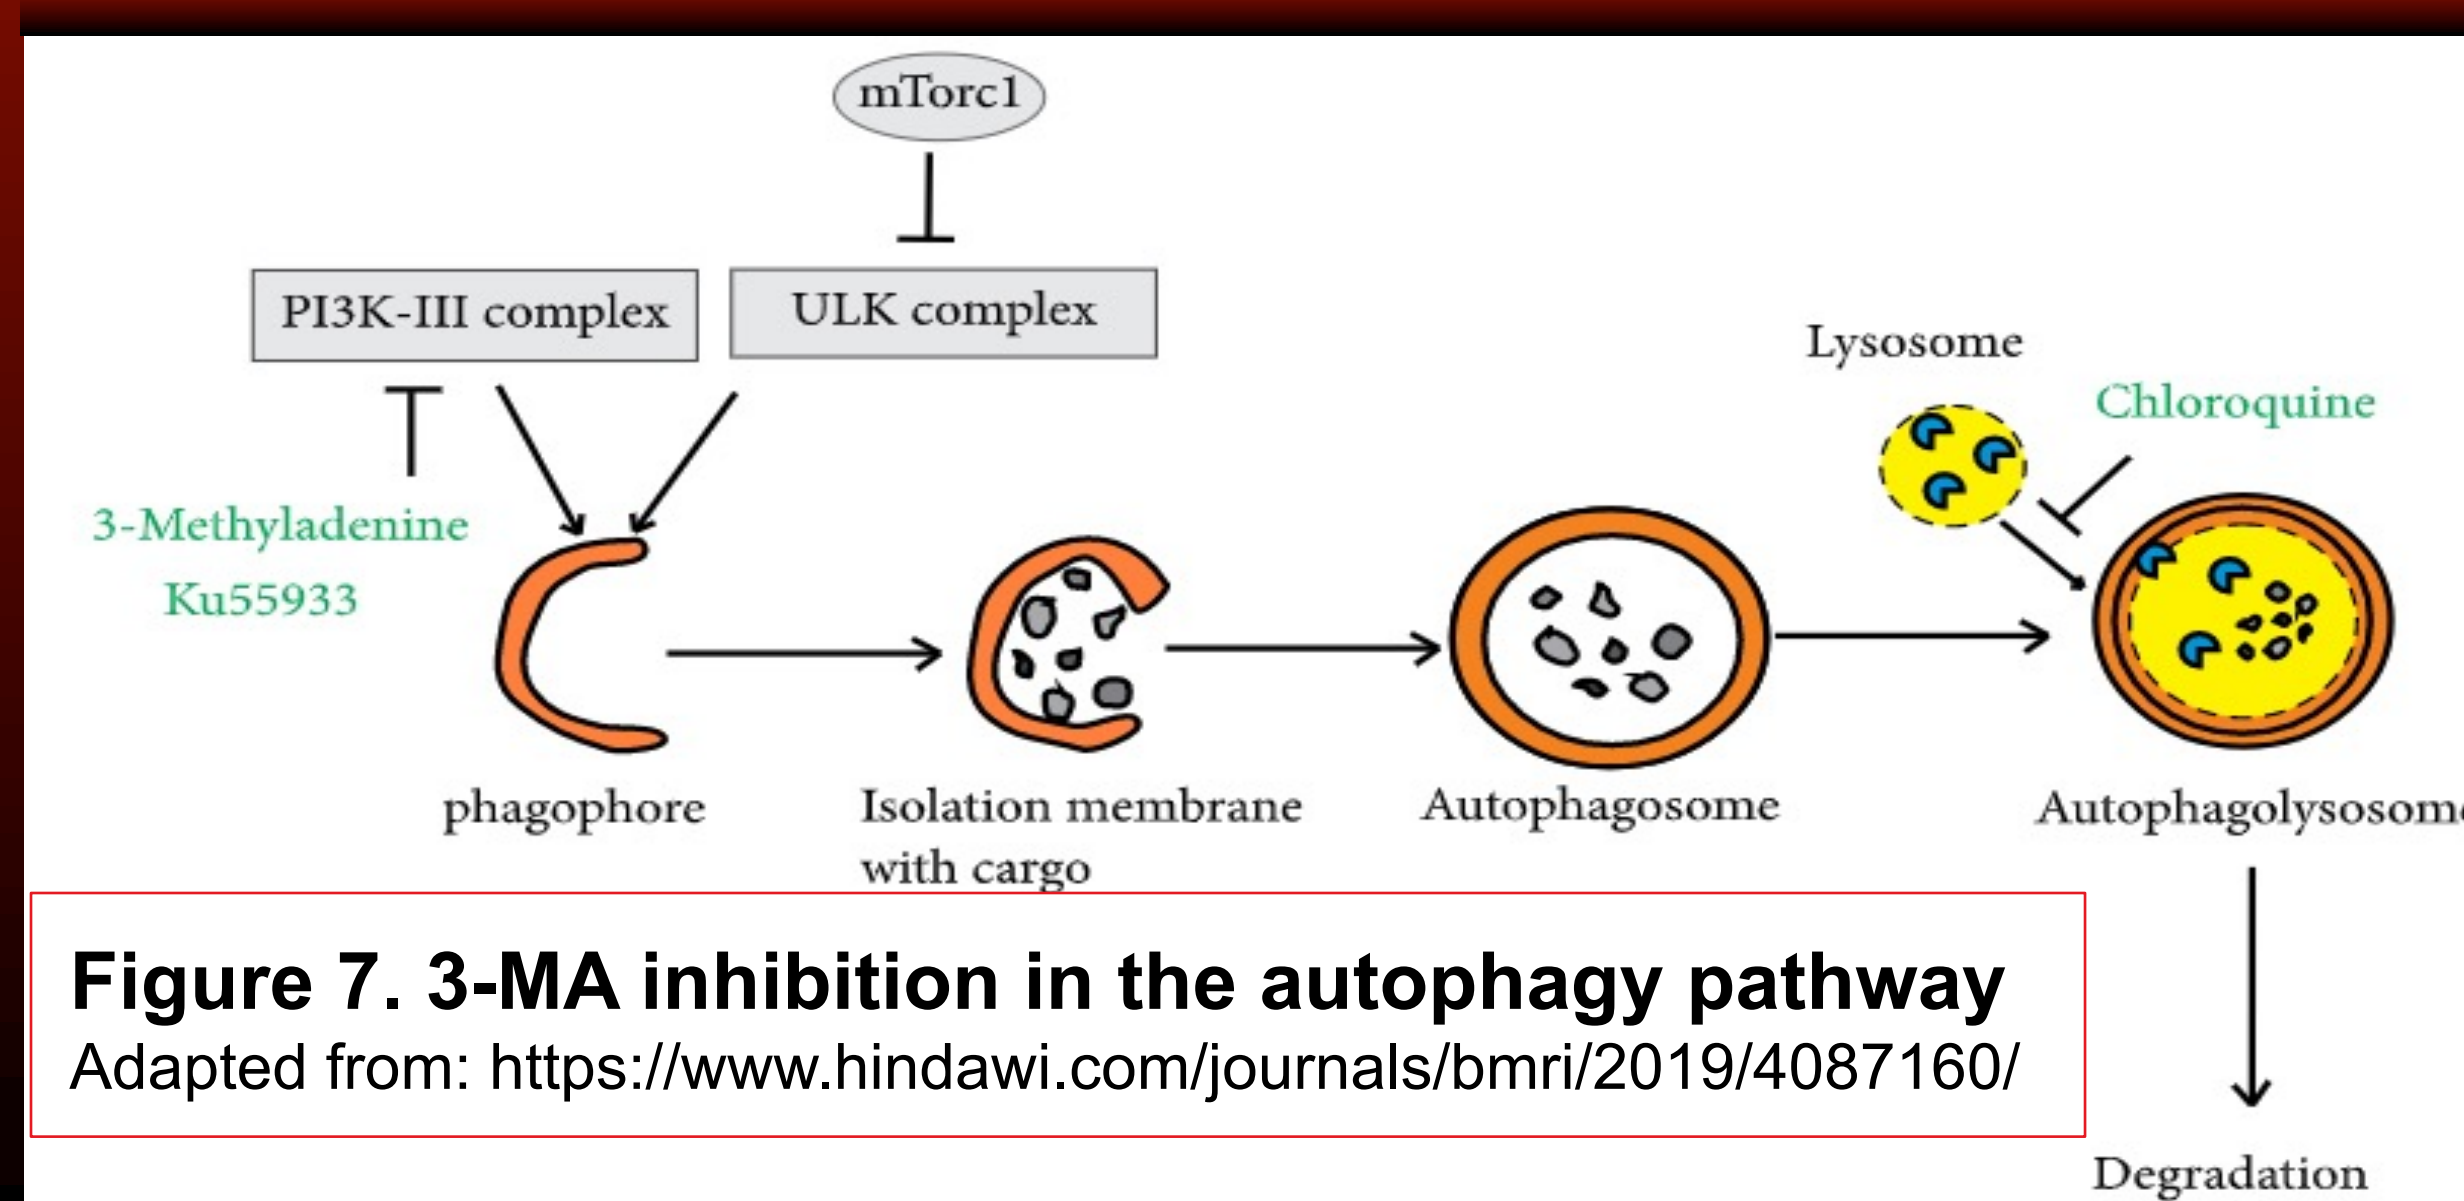 mTorc1
PI3K-III complex
ULK complex
Lysosome
Chloroquine
3-Methyladenine
Ku55933
phagophore
Isolation membrane
with cargo
Autophagosome
Autophagolysosome
Figure 7. 3-MA inhibition in the autophagy pathway
Adapted from: https://www.hindawi.com/journals/bmri/2019/4087160/
Degradation